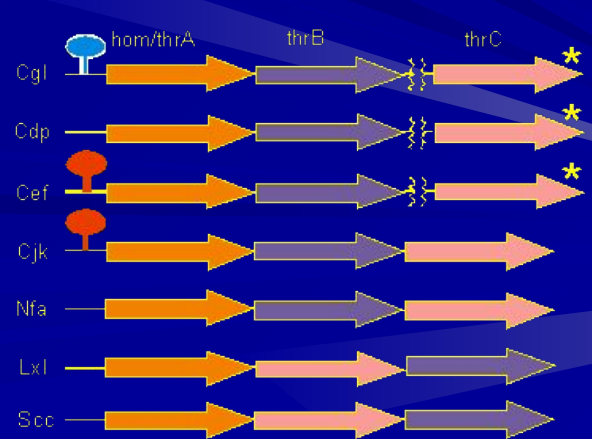 hom/thrA thrB thrC
Cgl *
Cdp *
Cef *
Cjk
Nfa
Lxl
Scc